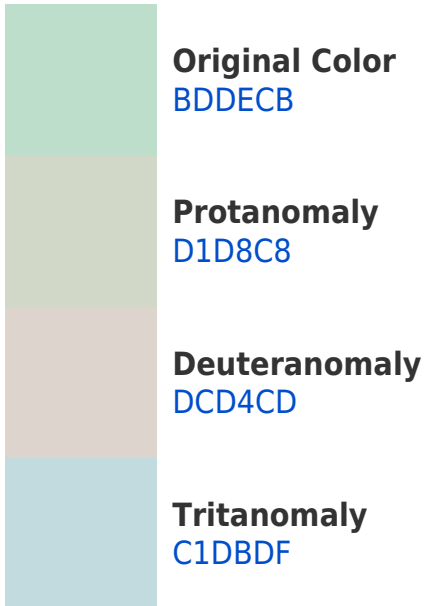 Original Color
BDDECB
Protanomaly
D1D8C8
Deuteranomaly
DCD4CD
Tritanomaly
C1DBDF